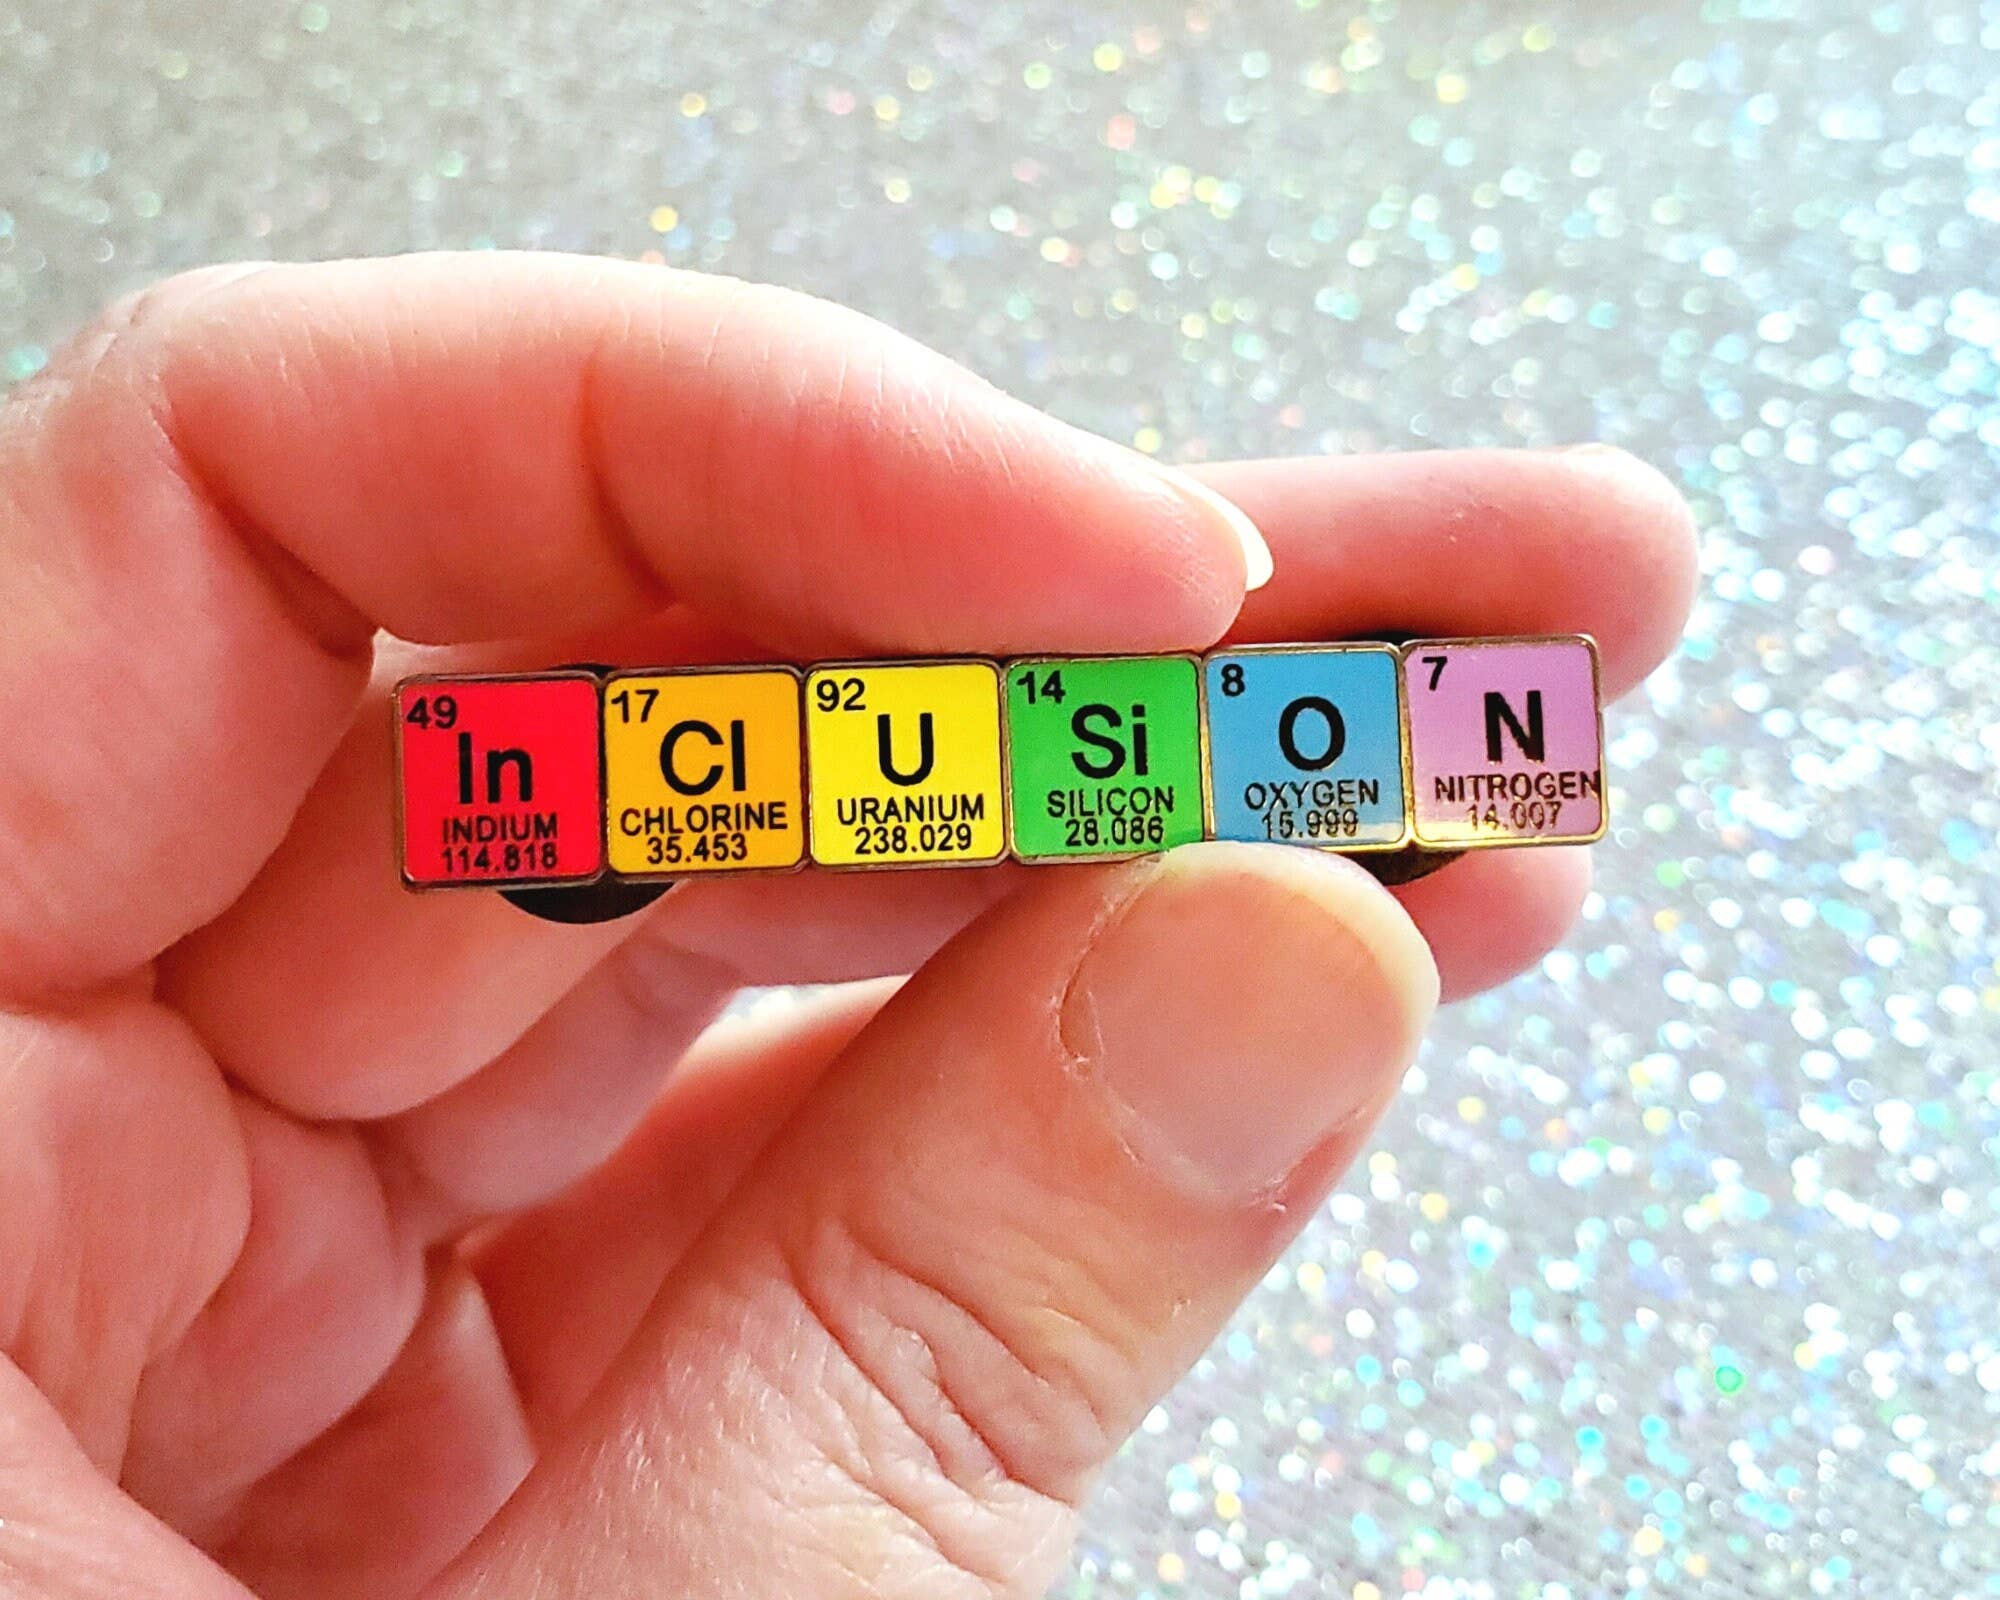 49
In
INDIUM
114.818
17
Cl
CHLORINE
35.453
92
U
URANIUM
238.029
14
Si
SILICON
28.086
8
O
OXYGEN
15.999
7
N
NITROGEN
14.007